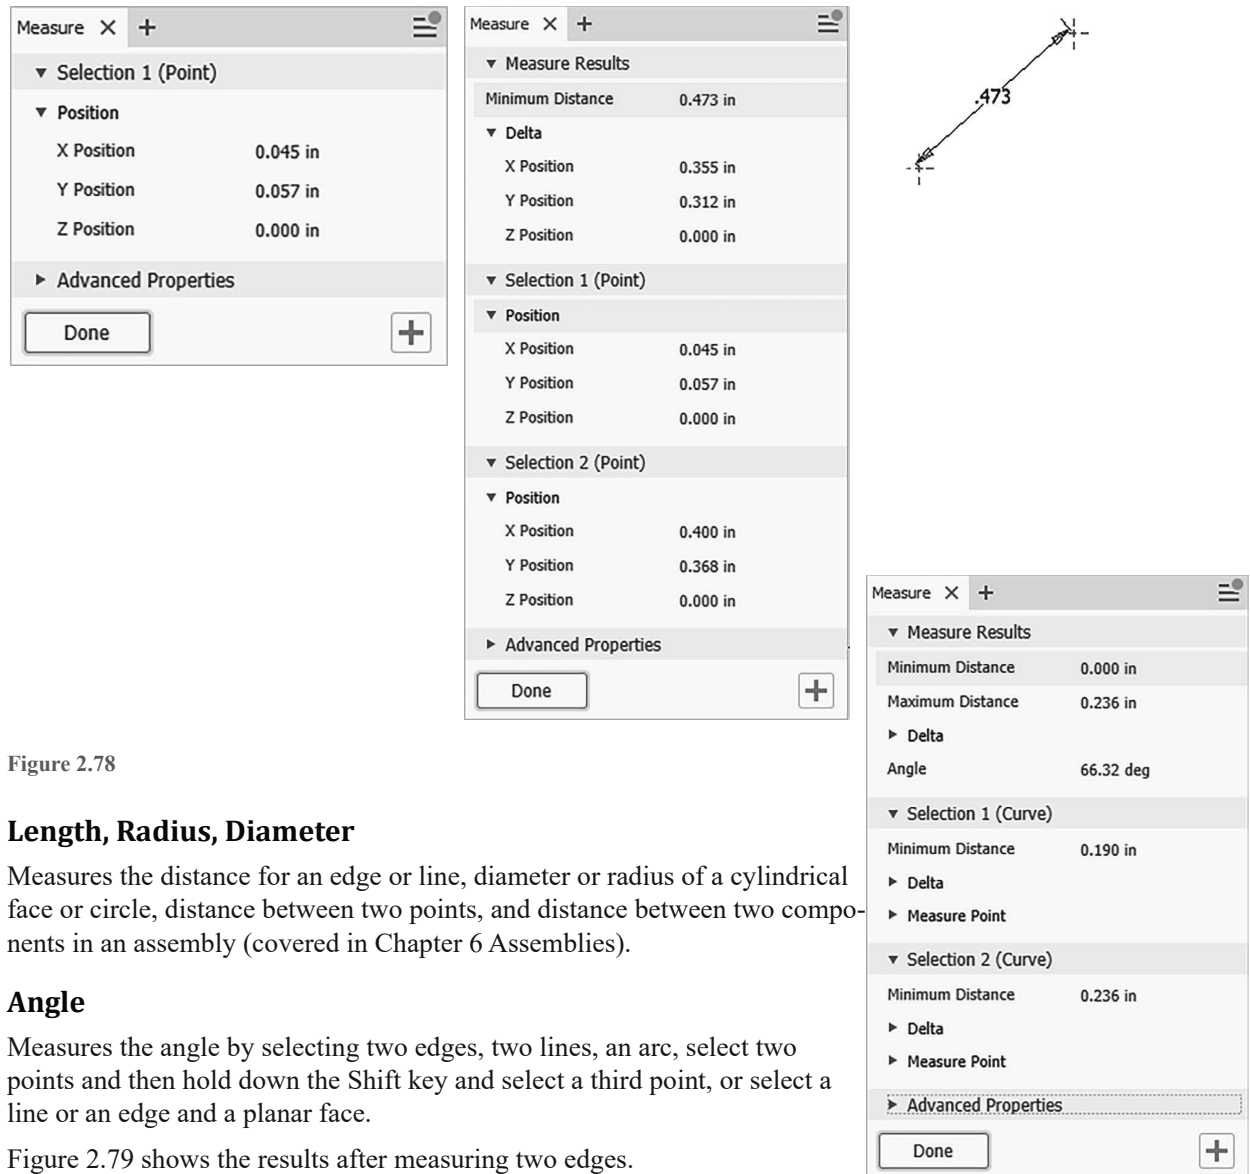 Measure
Selection 1 (Point)
Position
X Position 0.045 in
Y Position 0.057 in
Z Position 0.000 in
Advanced Properties
Done
Measure
Measure Results
Minimum Distance 0.473 in
Delta
X Position 0.355 in
Y Position 0.312 in
Z Position 0.000 in
Selection 1 (Point)
Position
X Position 0.045 in
Y Position 0.057 in
Z Position 0.000 in
Selection 2 (Point)
Position
X Position 0.400 in
Y Position 0.368 in
Z Position 0.000 in
Advanced Properties
Done
.473
Figure 2.78
Length, Radius, Diameter
Measures the distance for an edge or line, diameter or radius of a cylindrical
face or circle, distance between two points, and distance between two compo-
nents in an assembly (covered in Chapter 6 Assemblies).
Angle
Measures the angle by selecting two edges, two lines, an arc, select two
points and then hold down the Shift key and select a third point, or select a
line or an edge and a planar face.
Figure 2.79 shows the results after measuring two edges.
Measure
Measure Results
Minimum Distance 0.000 in
Maximum Distance 0.236 in
Delta
Angle 66.32 deg
Selection 1 (Curve)
Minimum Distance 0.190 in
Delta
Measure Point
Selection 2 (Curve)
Minimum Distance 0.236 in
Delta
Measure Point
Advanced Properties
Done